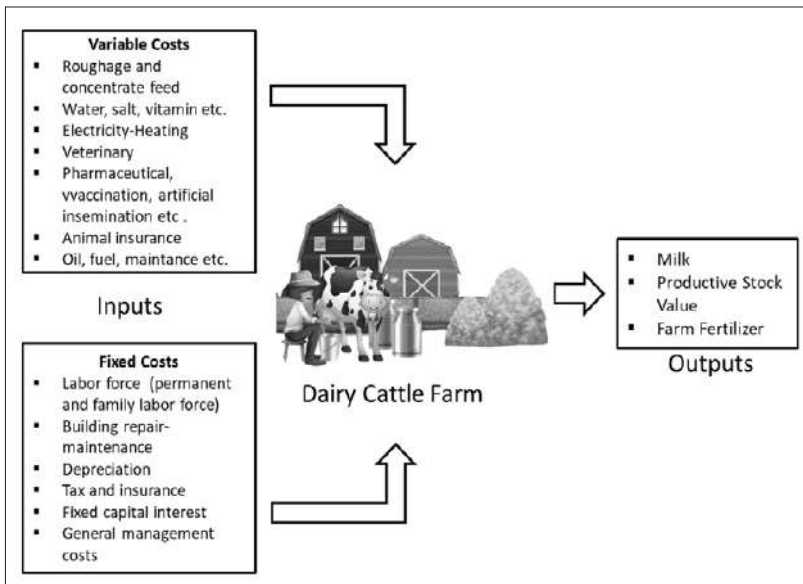 Variable Costs
▪ Roughage and
concentrate feed
▪ Water, salt, vitamin etc.
▪ Electricity-Heating
▪ Veterinary
▪ Pharmaceutical,
vvaccination, artificial
insemination etc .
▪ Animal insurance
▪ Oil, fuel, maintance etc.
Inputs
Fixed Costs
▪ Labor force (permanent
and family labor force)
▪ Building repair-
maintenance
▪ Depreciation
▪ Tax and insurance
▪ Fixed capital interest
▪ General management
costs
Dairy Cattle Farm
▪ Milk
▪ Productive Stock
Value
▪ Farm Fertilizer
Outputs